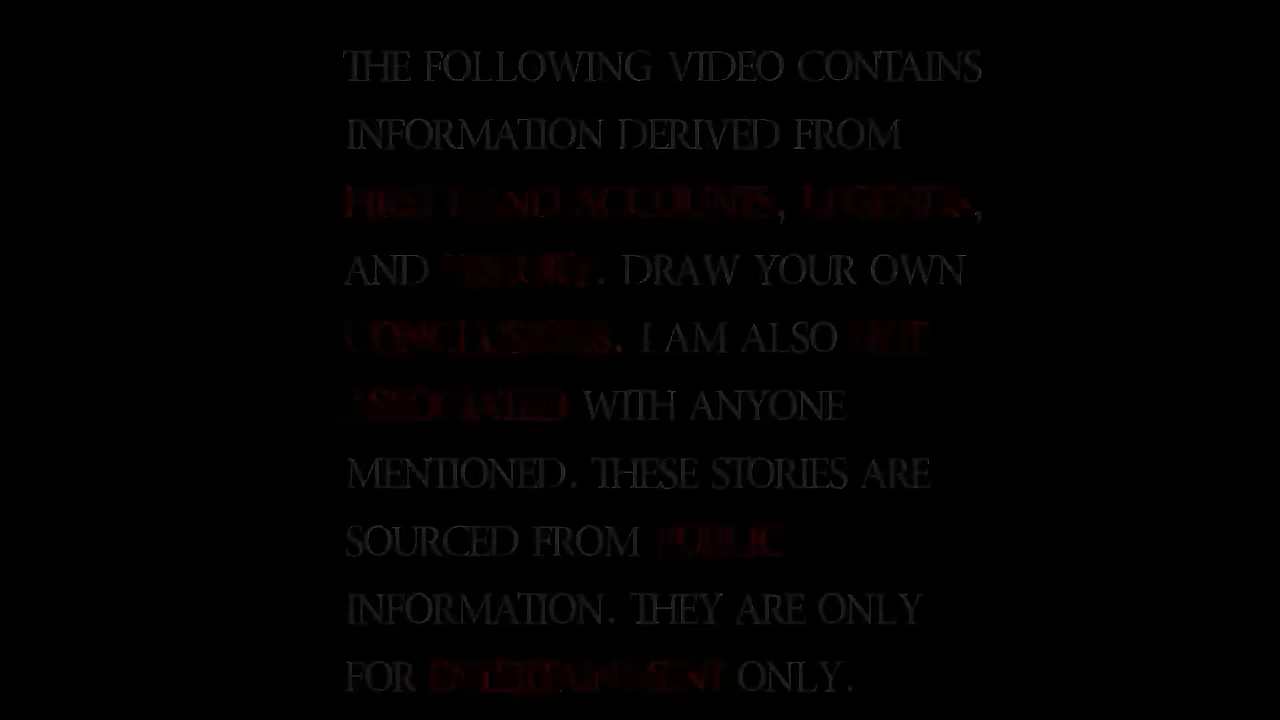 THE FOLLOWING VIDEO CONTAINS
INFORMATION DERIVED FROM
FIRST HAND ACCOUNTS, LEGENDS,
AND THEORY. DRAW YOUR OWN
CONCLUSIONS. I AM ALSO NOT
ASSOCIATED WITH ANYONE
MENTIONED. THESE STORIES ARE
SOURCED FROM PUBLIC
INFORMATION. THEY ARE ONLY
FOR ENTERTAINMENT ONLY.